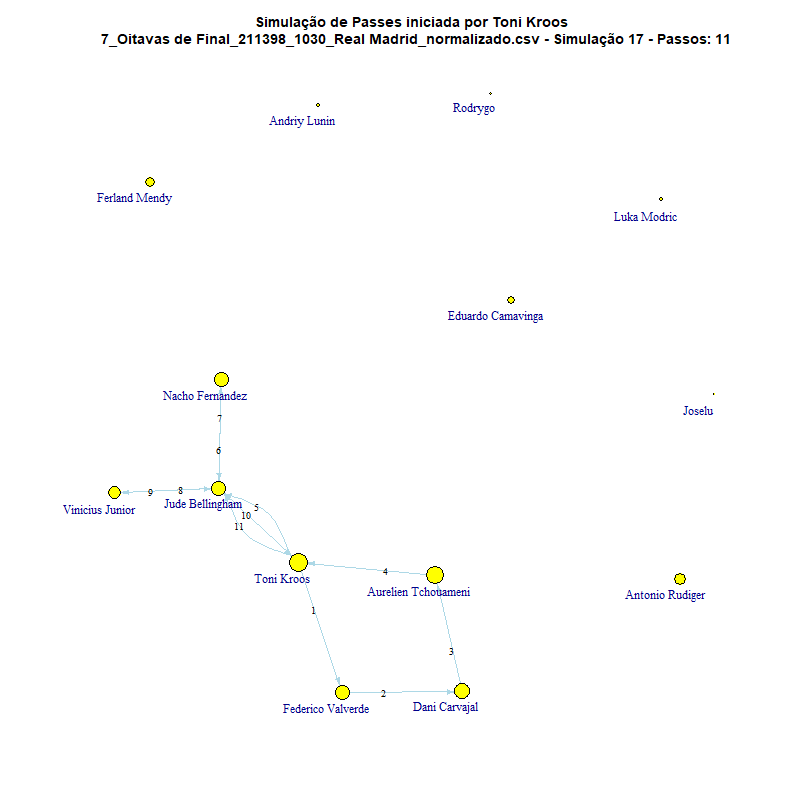 Simulação de Passes iniciada por Toni Kroos
7_Oitavas de Final_211398_1030_Real Madrid_normalizado.csv - Simulação 17 - Passos: 11
Rodrygo
Andriy Lunin
Ferland Mendy
Luka Modric
Eduardo Camavinga
Nacho Fernandez
Joselu
7
6
9
8
Jude Bellingham
Vinicius Junior
5
10
11
4
Toni Kroos
Aurelien Tchouameni
Antonio Rudiger
1
3
2
Federico Valverde
Dani Carvajal